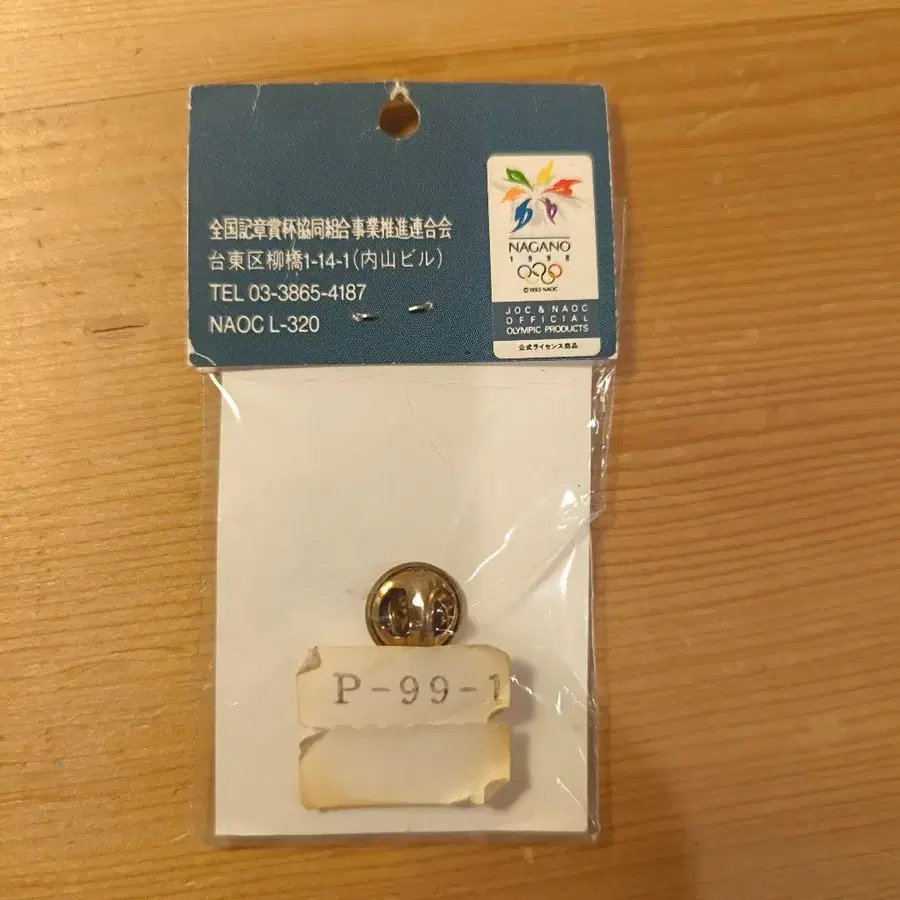 全国記章賞杯協同組合事業推進連合会
台東区柳橋1-14-1(内山ビル)
TEL 03-3865-4187
NAOC L-320
NAGANO
1998
©1993 NAOC
JOC & NAOC
OFFICIAL
OLYMPIC PRODUCTS
公式ライセンス商品
P-99-1